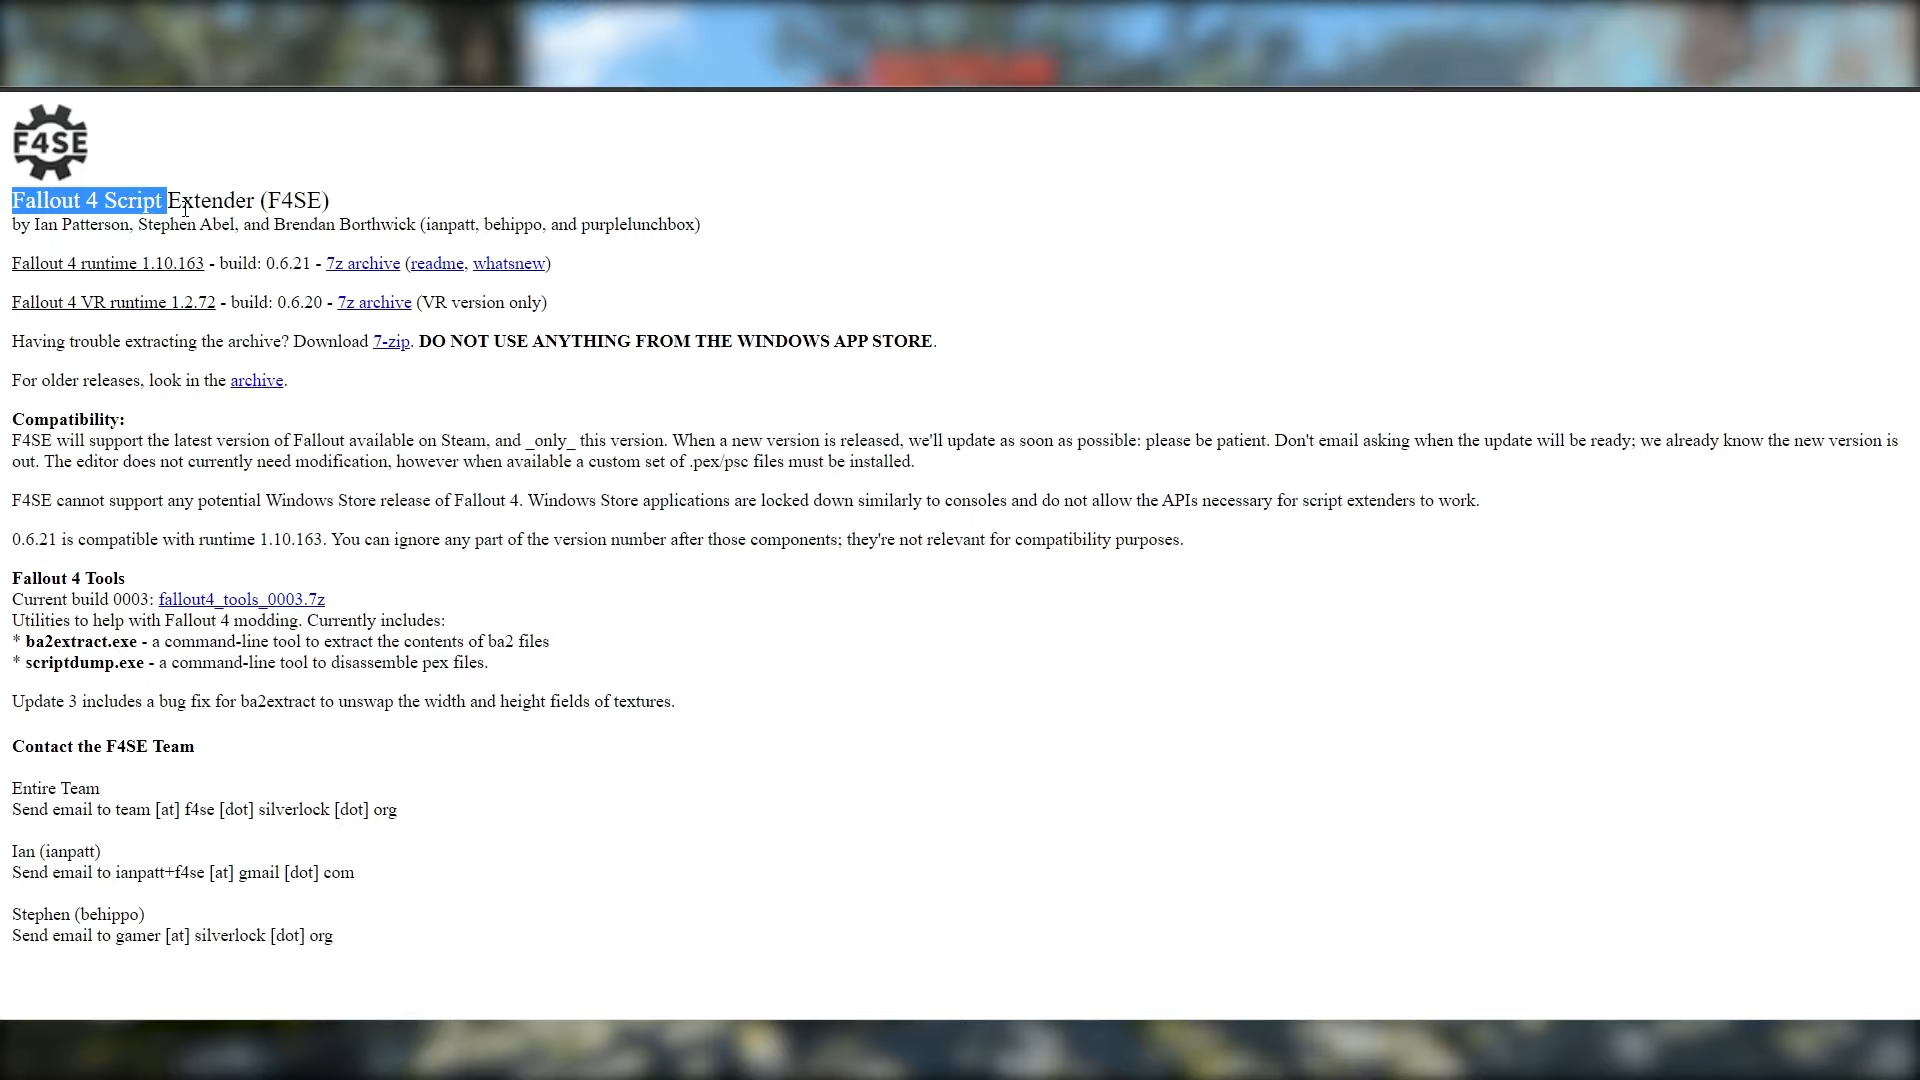 F4SE
Fallout 4 Script Extender (F4SE)
by Ian Patterson, Stephen Abel, and Brendan Borthwick (ianpatt, behippo, and purplelunchbox)
Fallout 4 runtime 1.10.163 - build: 0.6.21 - 7z archive (readme, whatsnew)
Fallout 4 VR runtime 1.2.72 - build: 0.6.20 - 7z archive (VR version only)
Having trouble extracting the archive? Download 7-zip. DO NOT USE ANYTHING FROM THE WINDOWS APP STORE.
For older releases, look in the archive.
Compatibility:
F4SE will support the latest version of Fallout available on Steam, and _only_ this version. When a new version is released, we'll update as soon as possible: please be patient. Don't email asking when the update will be ready; we already know the new version is
out. The editor does not currently need modification, however when available a custom set of .pex/psc files must be installed.
F4SE cannot support any potential Windows Store release of Fallout 4. Windows Store applications are locked down similarly to consoles and do not allow the APIs necessary for script extenders to work.
0.6.21 is compatible with runtime 1.10.163. You can ignore any part of the version number after those components; they're not relevant for compatibility purposes.
Fallout 4 Tools
Current build 0003: fallout4_tools_0003.7z
Utilities to help with Fallout 4 modding. Currently includes:
* ba2extract.exe - a command-line tool to extract the contents of ba2 files
* scriptdump.exe - a command-line tool to disassemble pex files.
Update 3 includes a bug fix for ba2extract to unswap the width and height fields of textures.
Contact the F4SE Team
Entire Team
Send email to team [at] f4se [dot] silverlock [dot] org
Ian (ianpatt)
Send email to ianpatt+f4se [at] gmail [dot] com
Stephen (behippo)
Send email to gamer [at] silverlock [dot] org